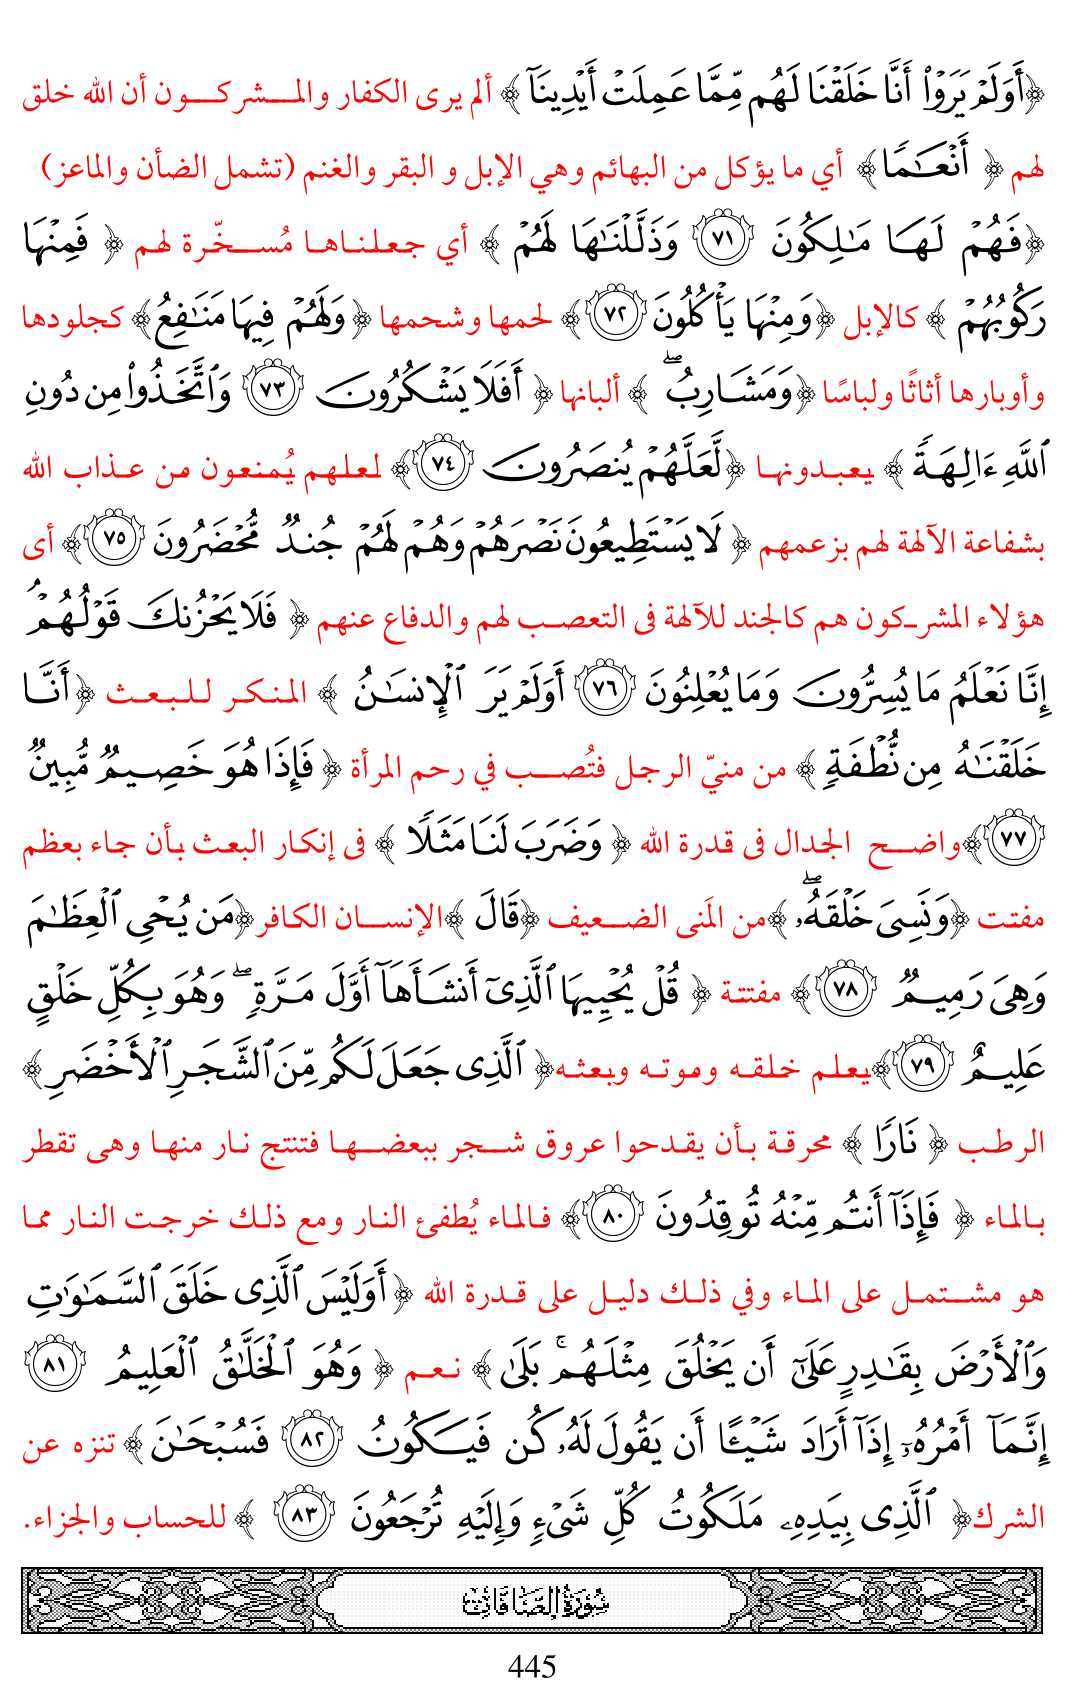 ﴿أَوَلَمۡ يَرَوۡاْ أَنَّا خَلَقۡنَا لَهُم مِّمَّا عَمِلَتۡ أَيۡدِينَآ﴾ ألم يرى الكفار والمشركون أن الله خلق
لهم ﴿ أَنۡعَٰمٗا﴾ أي ما يؤكل من البهائم وهي الإبل و البقر والغنم (تشمل الضأن والماعز)
﴿فَهُمۡ لَهَا مَٰلِكُونَ ٧١ وَذَلَّلۡنَٰهَا لَهُمۡ ﴾ أي جعلناها مُسخّرة لهم ﴿ فَمِنۡهَا
رَكُوبُهُمۡ ﴾ كالإبل ﴿وَمِنۡهَا يَأۡكُلُونَ ٧٢﴾ لحمها وشحمها ﴿وَلَهُمۡ فِيهَا مَنَٰفِعُ﴾ كجلودها
وأوبارها أثاثًا ولباسًا ﴿وَمَشَارِبُۖ ﴾ ألبانها ﴿ أَفَلَا يَشۡكُرُونَ ٧٣ وَٱتَّخَذُواْ مِن دُونِ
ٱللَّهِ ءَالِهَةٗ ﴾ يعبدونها ﴿لَّعَلَّهُمۡ يُنصَرُونَ ٧٤﴾ لعلهم يُمنعون من عذاب الله
بشفاعة الآلهة لهم بزعمهم ﴿ لَا يَسۡتَطِيعُونَ نَصۡرَهُمۡ وَهُمۡ لَهُمۡ جُندٞ مُّحۡضَرُونَ ٧٥﴾ أى
هؤلاء المشركون هم كالجند للآلهة فى التعصب لهم والدفاع عنهم ﴿ فَلَا يَحۡزُنكَ قَوۡلُهُمۡۘ
إِنَّا نَعۡلَمُ مَا يُسِرُّونَ وَمَا يُعۡلِنُونَ ٧٦ أَوَلَمۡ يَرَ ٱلۡإِنسَٰنُ ﴾ المنكر للبعث ﴿أَنَّا
خَلَقۡنَٰهُ مِن نُّطۡفَةٖ ﴾ من منيّ الرجل فتُصب في رحم المرأة ﴿ فَإِذَا هُوَ خَصِيمٞ مُّبِينٞ
٧٧﴾واضح الجدال فى قدرة الله ﴿ وَضَرَبَ لَنَا مَثَلٗا ﴾ فى إنكار البعث بأن جاء بعظم
مفتت ﴿وَنَسِيَ خَلۡقَهُۥۖ ﴾من المَنى الضعيف ﴿قَالَ ﴾الإنسان الكافر﴿مَن يُحۡيِ ٱلۡعِظَٰمَ
وَهِيَ رَمِيمٞ ٧٨﴾ مفتتة ﴿ قُلۡ يُحۡيِيهَا ٱلَّذِيٓ أَنشَأَهَآ أَوَّلَ مَرَّةٖۖ وَهُوَ بِكُلِّ خَلۡقٍ
عَلِيمٌ ٧٩﴾يعلم خلقه وموته وبعثه﴿ ٱلَّذِي جَعَلَ لَكُم مِّنَ ٱلشَّجَرِ ٱلۡأَخۡضَرِ ﴾
الرطب ﴿ نَارٗا ﴾ محرقة بأن يقدحوا عروق شجر ببعضها فتنتج نار منها وهى تقطر
بالماء ﴿ فَإِذَآ أَنتُم مِّنۡهُ تُوقِدُونَ ٨٠﴾ فالماء يُطفئ النار ومع ذلك خرجت النار مما
هو مشتمل على الماء وفي ذلك دليل على قدرة الله ﴿ أَوَلَيۡسَ ٱلَّذِي خَلَقَ ٱلسَّمَٰوَٰتِ
وَٱلۡأَرۡضَ بِقَٰدِرٍ عَلَىٰٓ أَن يَخۡلُقَ مِثۡلَهُمۚ بَلَىٰ ﴾ نعم ﴿ وَهُوَ ٱلۡخَلَّٰقُ ٱلۡعَلِيمُ ٨١
إِنَّمَآ أَمۡرُهُۥٓ إِذَآ أَرَادَ شَيۡـًٔا أَن يَقُولَ لَهُۥ كُن فَيَكُونُ ٨٢ فَسُبۡحَٰنَ ﴾ تنزه عن
الشرك﴿ ٱلَّذِي بِيَدِهِۦ مَلَكُوتُ كُلِّ شَيۡءٖ وَإِلَيۡهِ تُرۡجَعُونَ ٨٣ ﴾ للحساب والجزاء.
سُورَةُ الصَّافَّاتِ
445